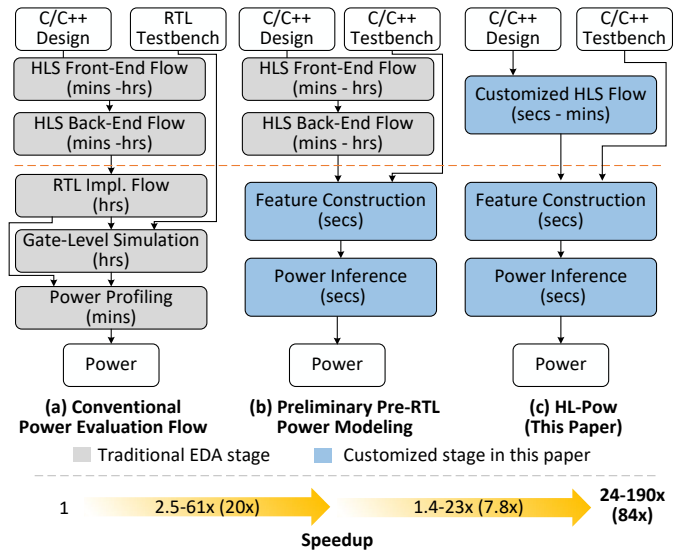 C/C++
Design
RTL
Testbench
HLS Front-End Flow
(mins -hrs)
HLS Back-End Flow
(mins -hrs)
RTL Impl. Flow
(hrs)
Gate-Level Simulation
(hrs)
Power Profiling
(mins)
Power
(a) Conventional
Power Evaluation Flow
C/C++
Design
C/C++
Testbench
HLS Front-End Flow
(mins - hrs)
HLS Back-End Flow
(mins - hrs)
Feature Construction
(secs)
Power Inference
(secs)
Power
(b) Preliminary Pre-RTL
Power Modeling
C/C++
Design
C/C++
Testbench
Customized HLS Flow
(secs - mins)
Feature Construction
(secs)
Power Inference
(secs)
Power
(c) HL-Pow
(This Paper)
Traditional EDA stage
Customized stage in this paper
1
2.5-61x (20x)
1.4-23x (7.8x)
24-190x
(84x)
Speedup